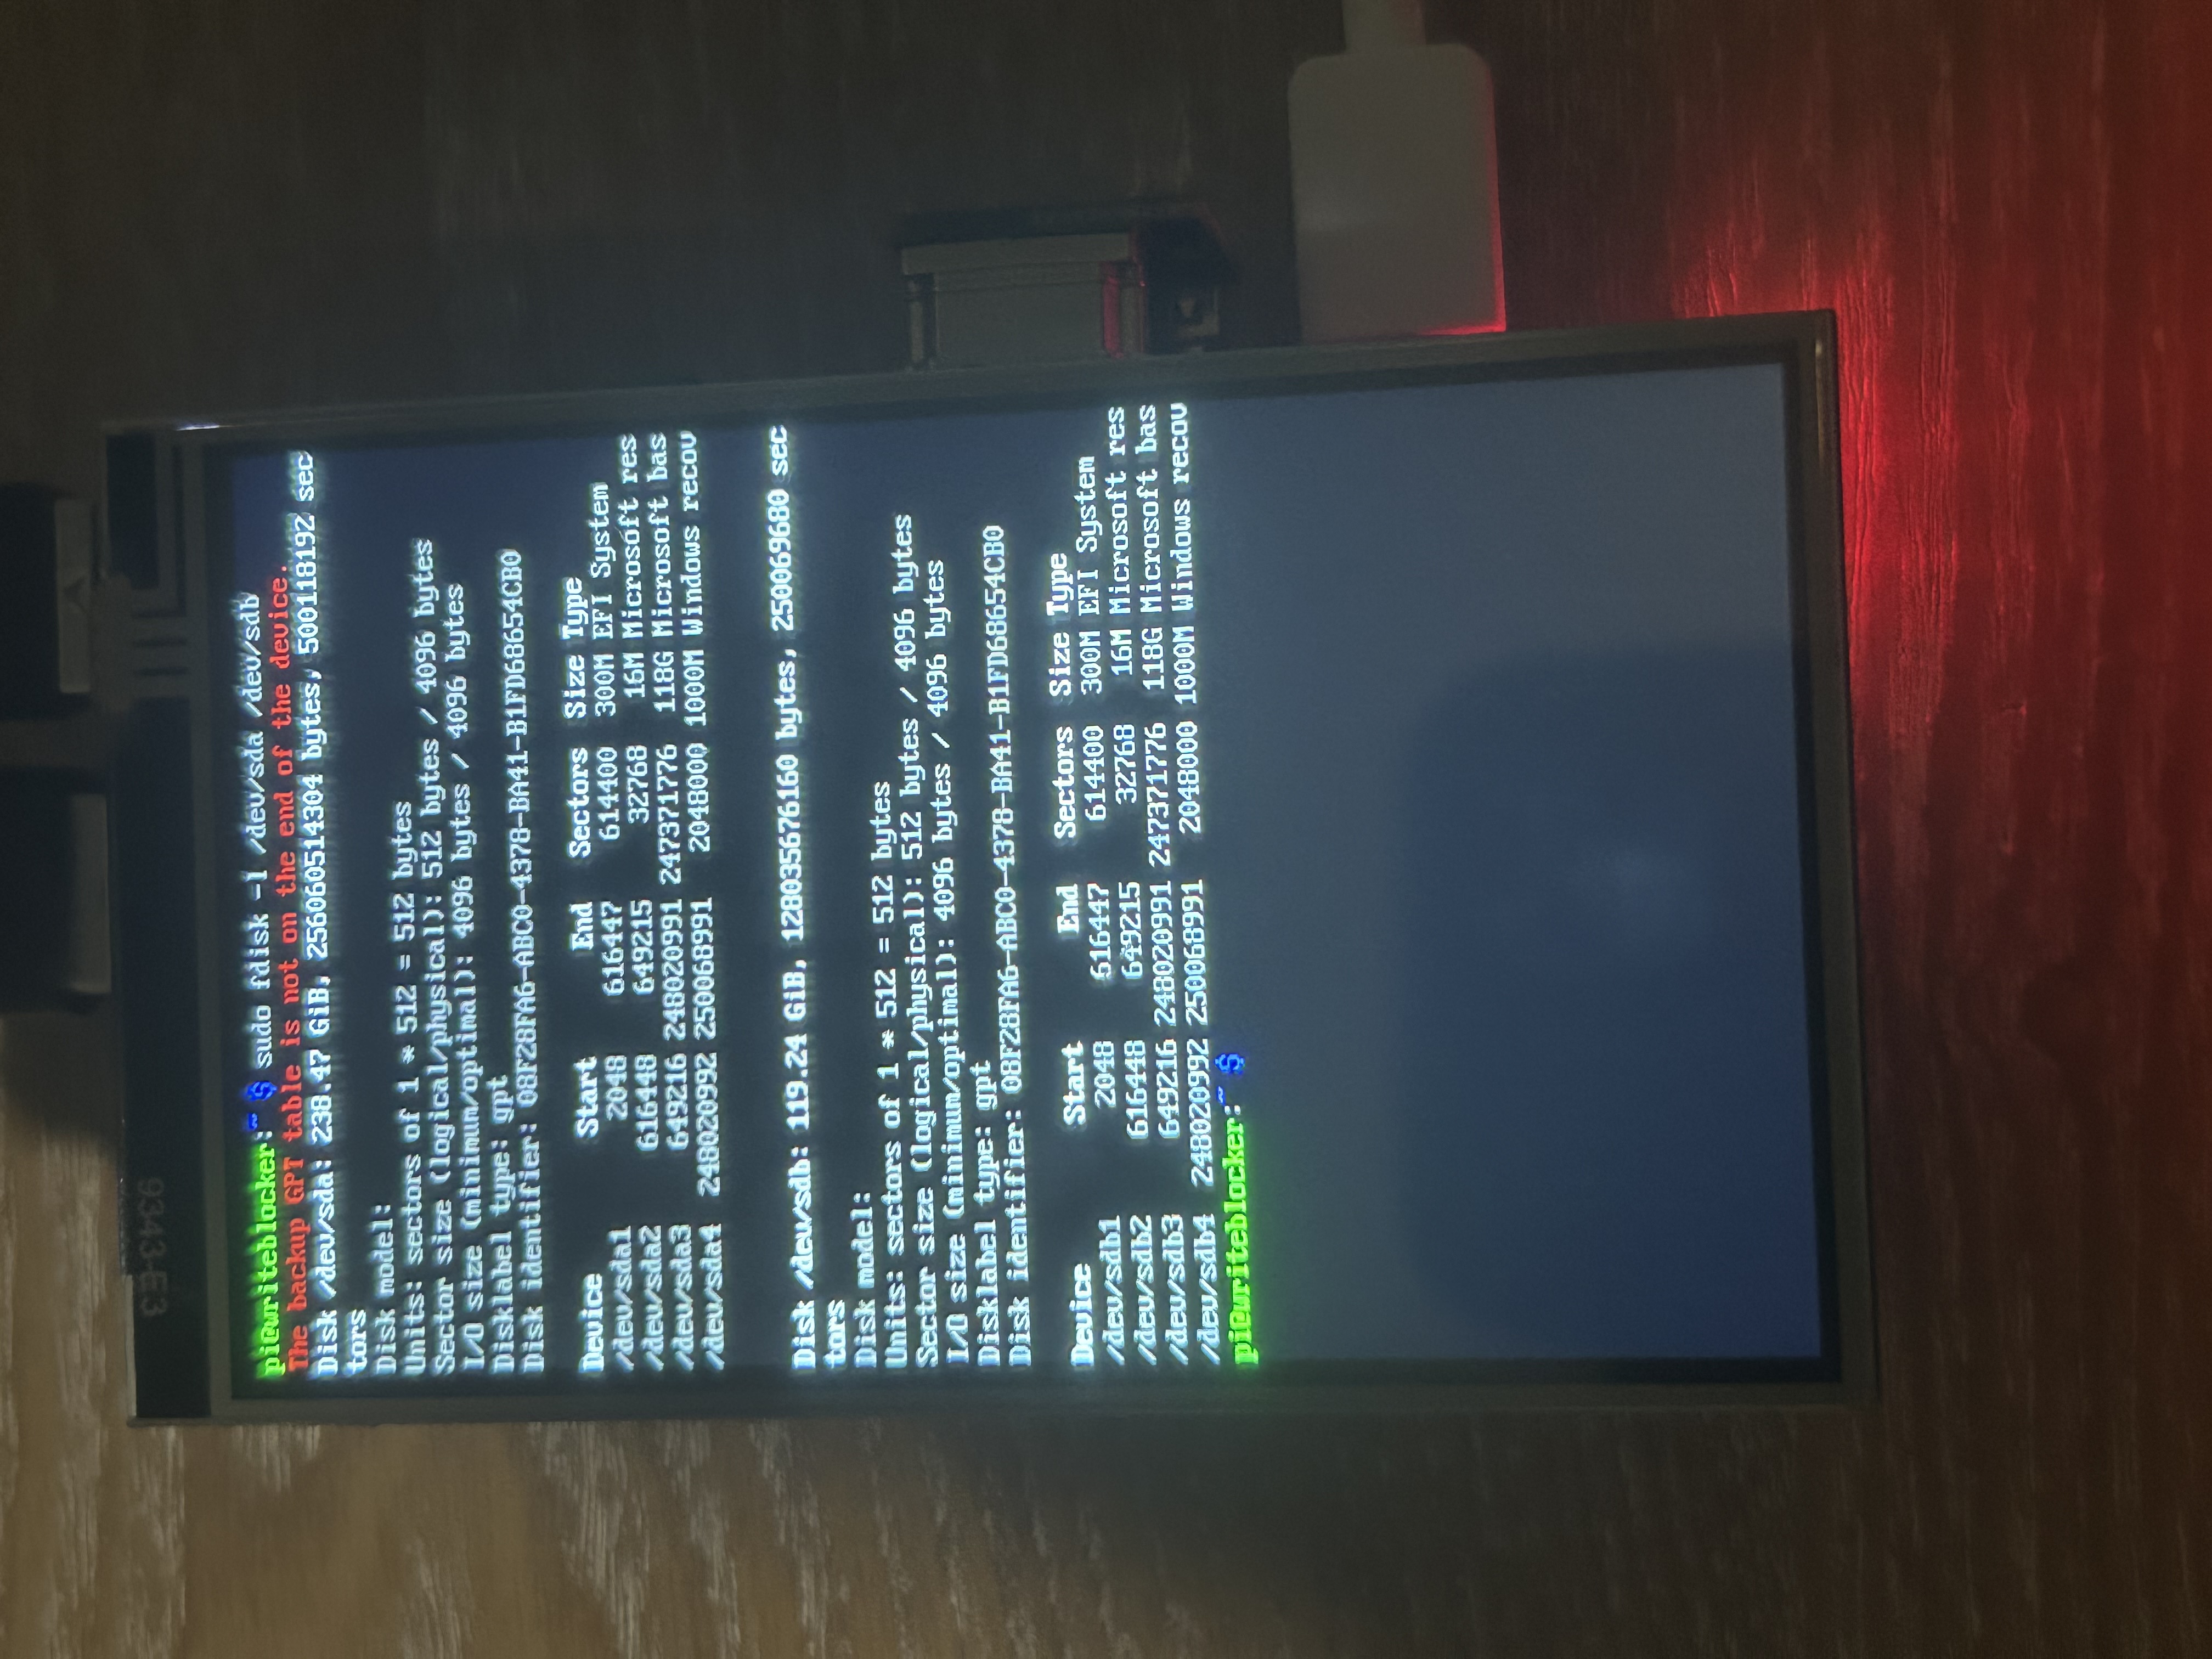 9343-E3
pi@writeblocker:~ $ sudo fdisk -l /dev/sda /dev/sdb
The backup GPT table is not on the end of the device.
Disk /dev/sda: 238.47 GiB, 256060514304 bytes, 500118192 sec
tors
Disk model:
Units: sectors of 1 * 512 = 512 bytes
Sector size (logical/physical): 512 bytes / 4096 bytes
I/O size (minimum/optimal): 4096 bytes / 4096 bytes
Disklabel type: gpt
Disk identifier: 08F28FA6-ABC0-4378-BA41-B1FD68654CB0
Device Start End Sectors Size Type
/dev/sda1 2048 616447 614400 300M EFI System
/dev/sda2 616448 649215 32768 16M Microsoft res
/dev/sda3 649216 248020991 247371776 118G Microsoft bas
/dev/sda4 248020992 250068991 2048000 1000M Windows recov
Disk /dev/sdb: 119.24 GiB, 128035676160 bytes, 250069680 sec
tors
Disk model:
Units: sectors of 1 * 512 = 512 bytes
Sector size (logical/physical): 512 bytes / 4096 bytes
I/O size (minimum/optimal): 4096 bytes / 4096 bytes
Disklabel type: gpt
Disk identifier: 08F28FA6-ABC0-4378-BA41-B1FD68654CB0
Device Start End Sectors Size Type
/dev/sdb1 2048 616447 614400 300M EFI System
/dev/sdb2 616448 649215 32768 16M Microsoft res
/dev/sdb3 649216 248020991 247371776 118G Microsoft bas
/dev/sdb4 248020992 250068991 2048000 1000M Windows recov
pi@writeblocker:~ $